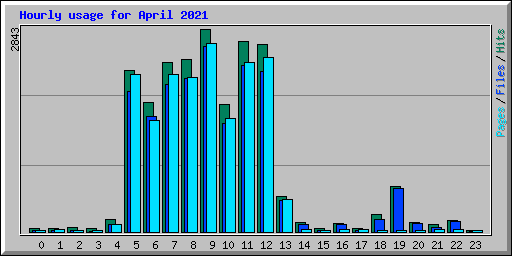 Hourly usage for April 2021
2843
Pages / Files / Hits
0 1 2 3 4 5 6 7 8 9 10 11 12 13 14 15 16 17 18 19 20 21 22 23